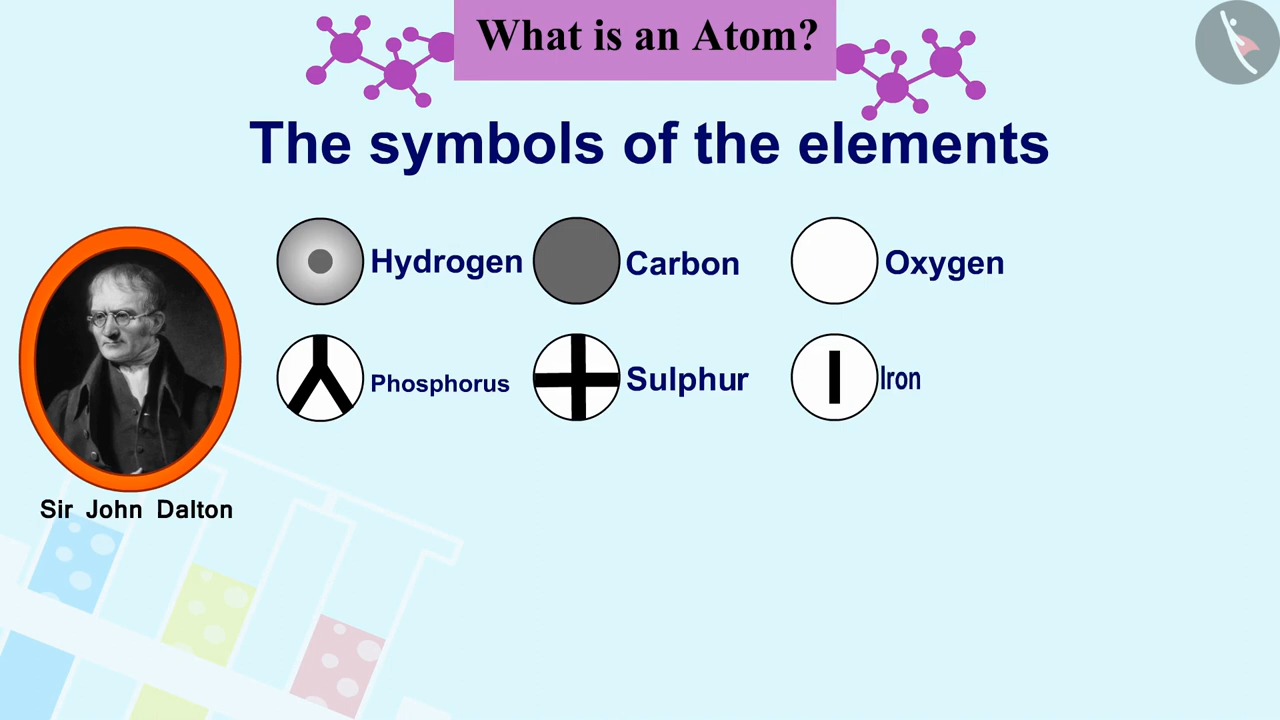 What is an Atom?
The symbols of the elements
Hydrogen
Carbon
Oxygen
Phosphorus
Sulphur
Iron
Sir John Dalton